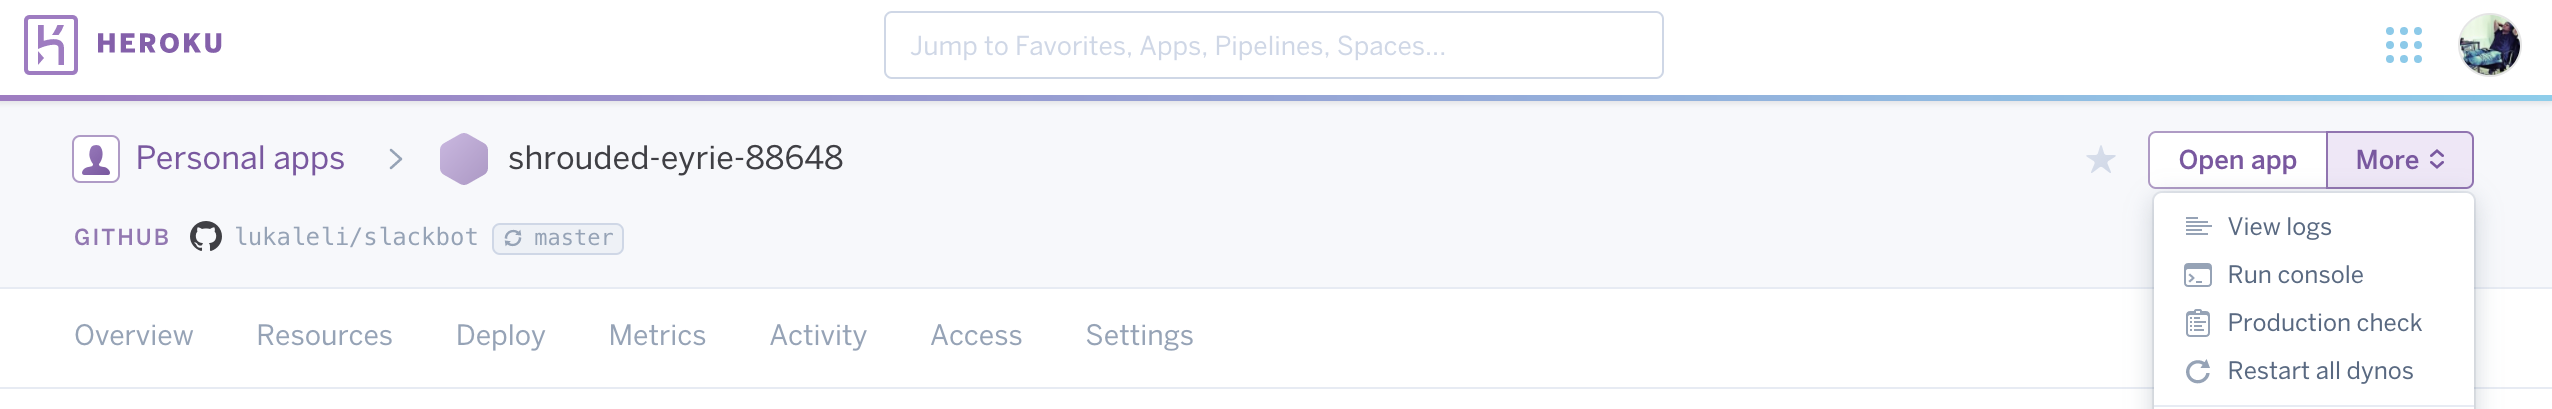 HEROKU
Jump to Favorites, Apps, Pipelines, Spaces...
Personal apps > shrouded-eyrie-88648
Open app More
GITHUB lukaleli/slackbot master
View logs
Run console
Production check
Restart all dynos
Overview Resources Deploy Metrics Activity Access Settings